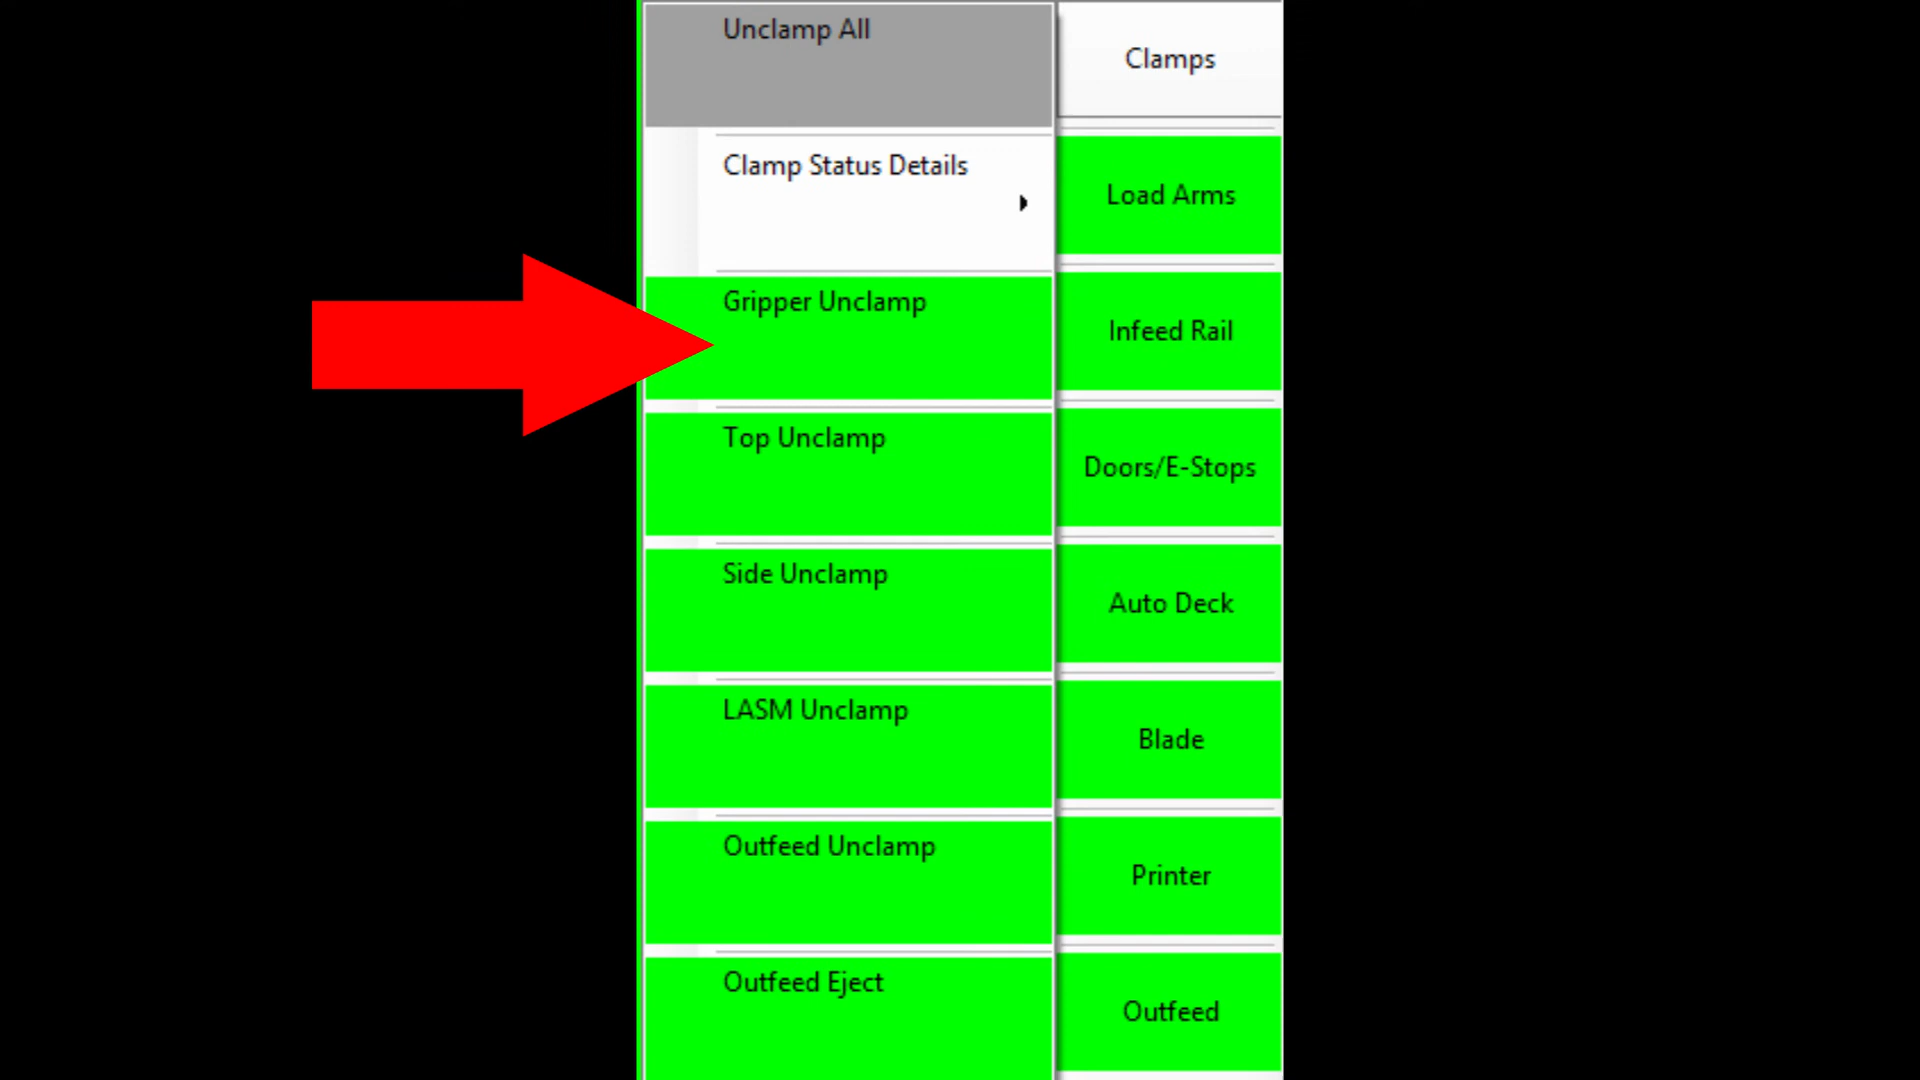 Unclamp All
Clamp Status Details
Gripper Unclamp
Top Unclamp
Side Unclamp
LASM Unclamp
Outfeed Unclamp
Outfeed Eject
Clamps
Load Arms
Infeed Rail
Doors/E-Stops
Auto Deck
Blade
Printer
Outfeed